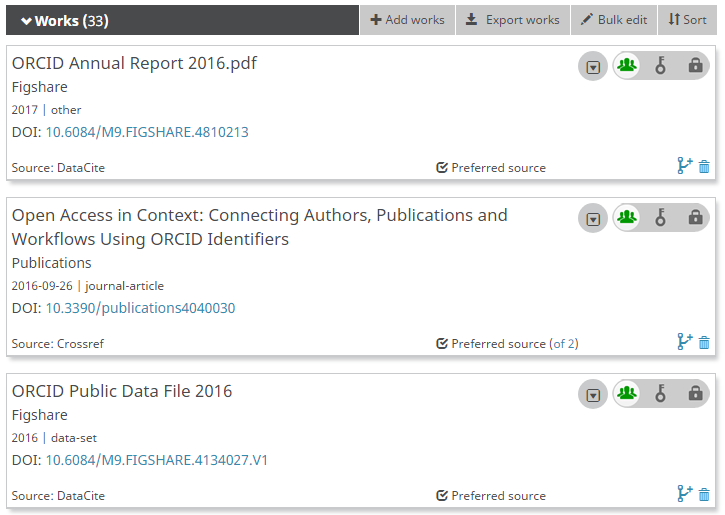 Works (33)
Add works
Export works
Bulk edit
Sort
ORCID Annual Report 2016.pdf
Figshare
2017 | other
DOI: 10.6084/M9.FIGSHARE.4810213
Source: DataCite
Preferred source
Open Access in Context: Connecting Authors, Publications and
Workflows Using ORCID Identifiers
Publications
2016-09-26 | journal-article
DOI: 10.3390/publications4040030
Source: Crossref
Preferred source (of 2)
ORCID Public Data File 2016
Figshare
2016 | data-set
DOI: 10.6084/M9.FIGSHARE.4134027.V1
Source: DataCite
Preferred source